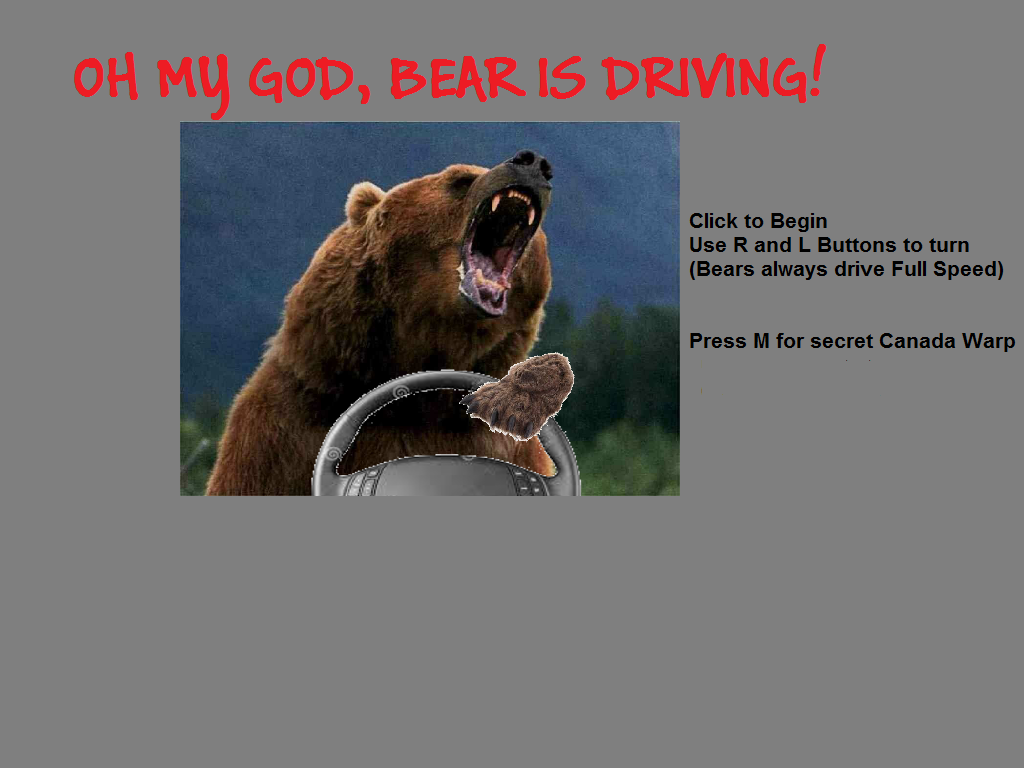 OH MY GOD, BEAR IS DRIVING!
Click to Begin
Use R and L Buttons to turn
(Bears always drive Full Speed)
Press M for secret Canada Warp